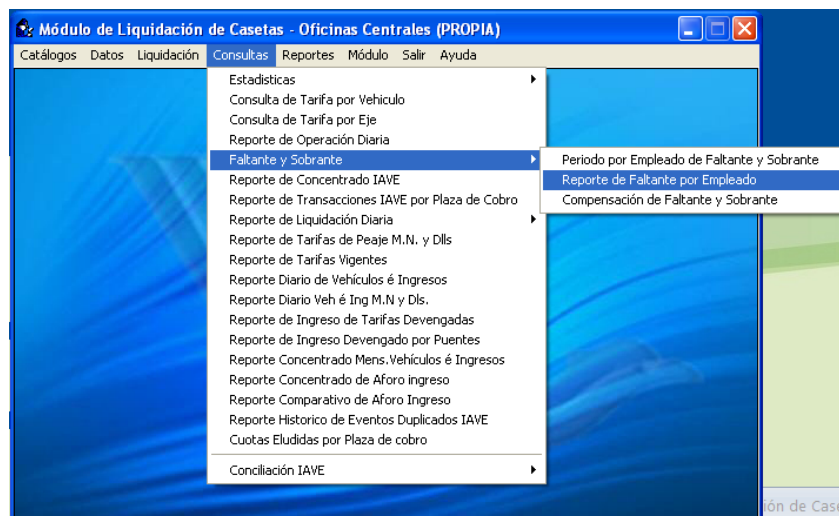 Módulo de Liquidación de Casetas - Oficinas Centrales (PROPIA)
Catálogos Datos Liquidación Consultas Reportes Módulo Salir Ayuda
Estadisticas
Consulta de Tarifa por Vehiculo
Consulta de Tarifa por Eje
Reporte de Operación Diaria
Faltante y Sobrante
Periodo por Empleado de Faltante y Sobrante
Reporte de Faltante por Empleado
Compensación de Faltante y Sobrante
Reporte de Concentrado IAVE
Reporte de Transacciones IAVE por Plaza de Cobro
Reporte de Liquidación Diaria
Reporte de Tarifas de Peaje M.N. y Dlls
Reporte de Tarifas Vigentes
Reporte Diario de Vehículos é Ingresos
Reporte Diario Veh é Ing M.N y Dls.
Reporte de Ingreso de Tarifas Devengadas
Reporte de Ingreso Devengado por Puentes
Reporte Concentrado Mens.Vehículos é Ingresos
Reporte Concentrado de Aforo ingreso
Reporte Comparativo de Aforo Ingreso
Reporte Historico de Eventos Duplicados IAVE
Cuotas Eludidas por Plaza de cobro
Conciliación IAVE
ión de Cas